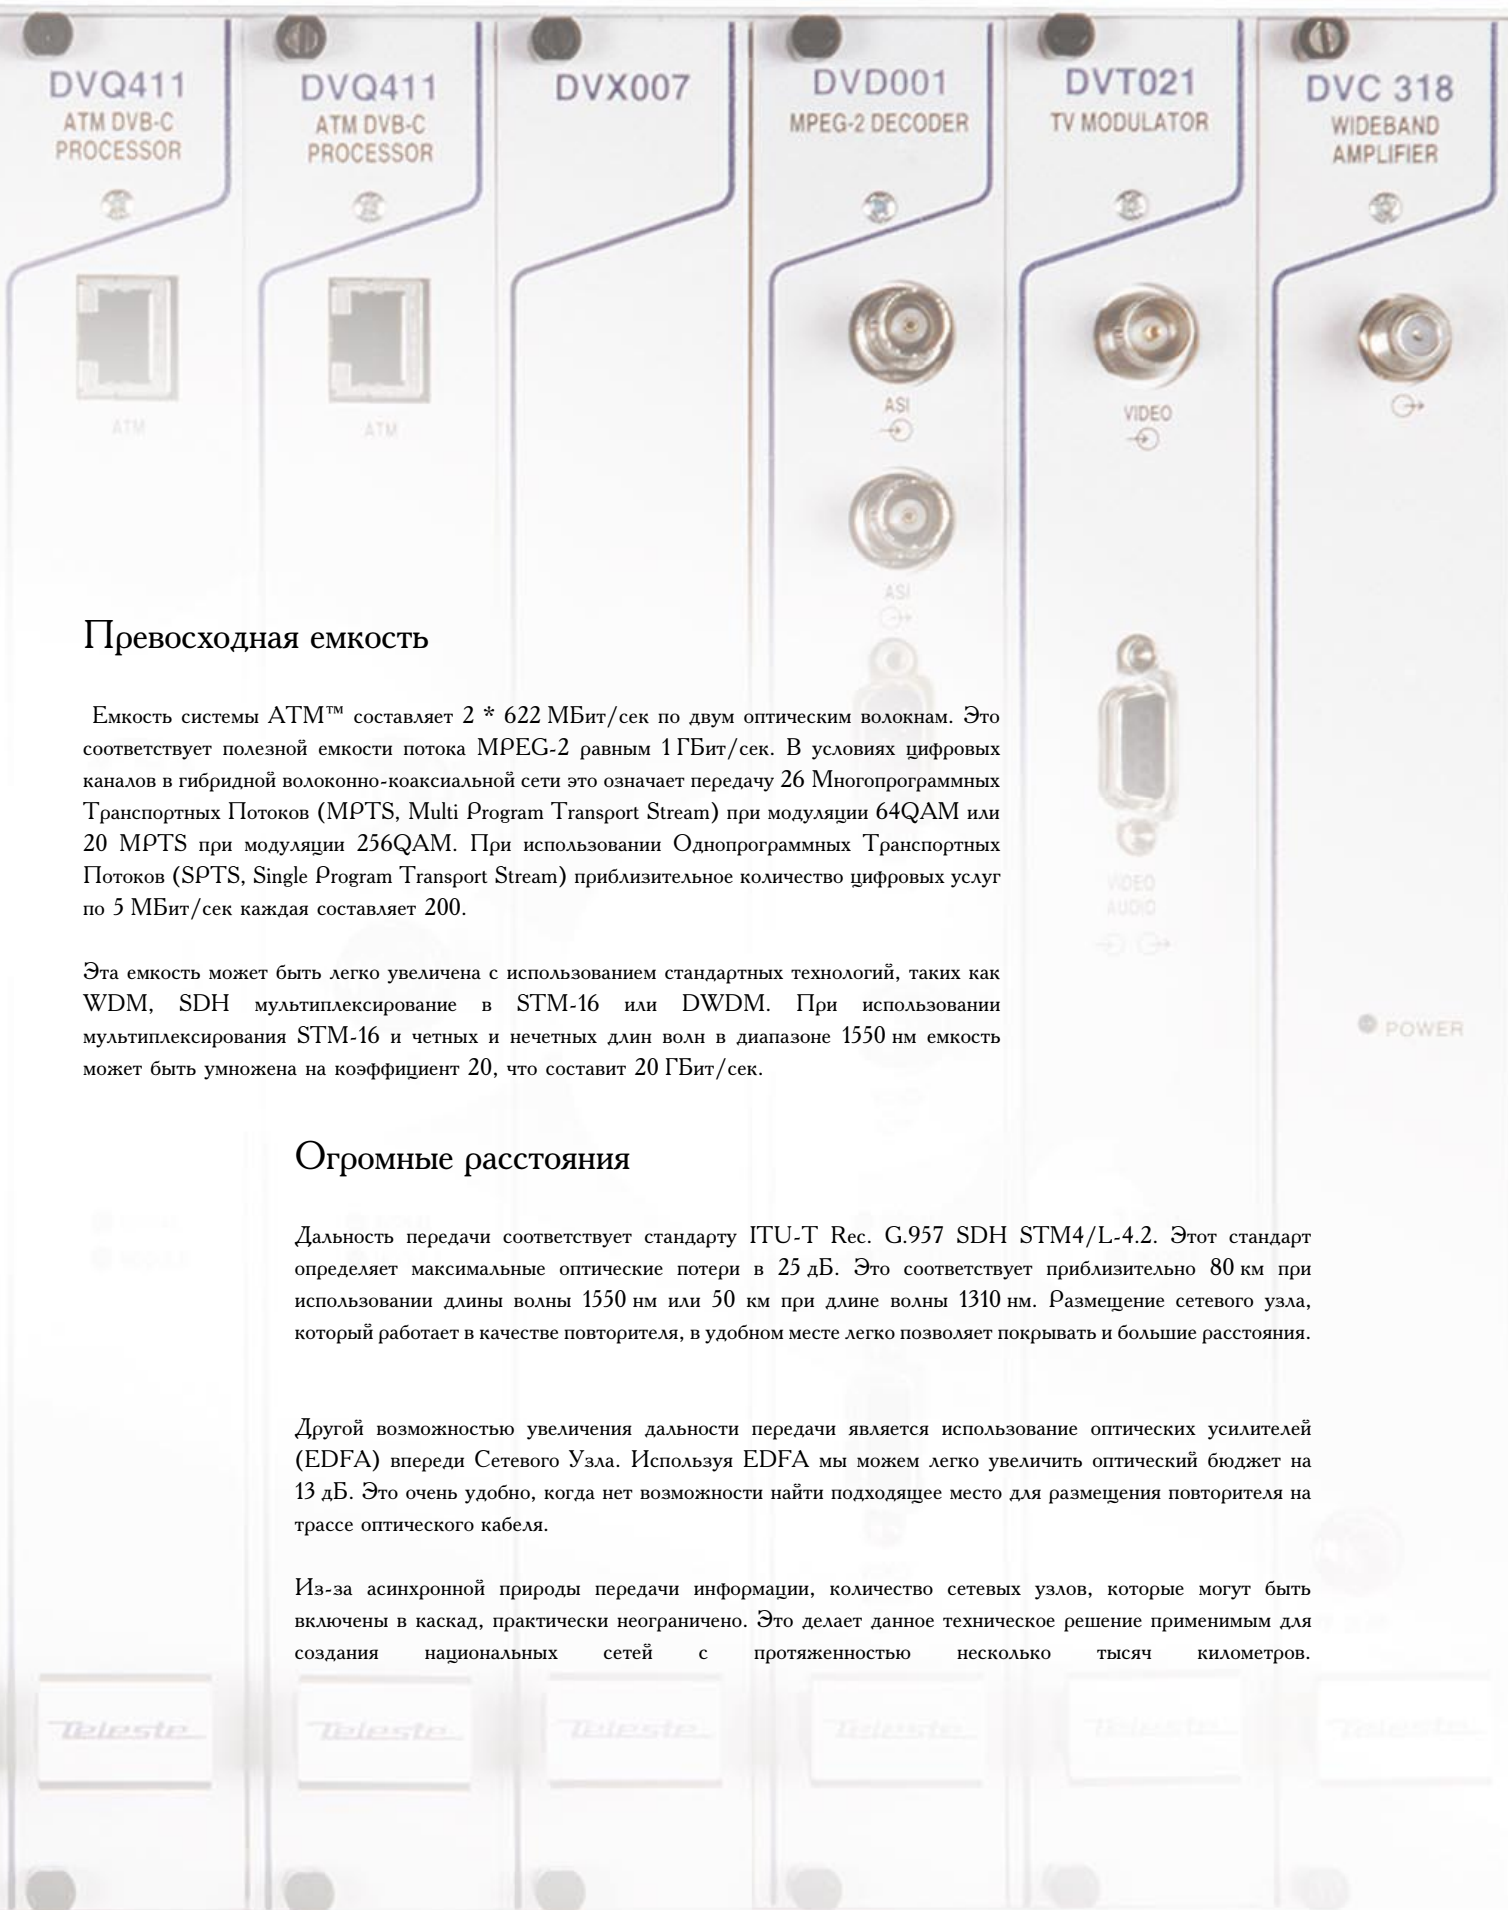 DVQ411
ATM DVB-C
PROCESSOR
DVQ411
ATM DVB-C
PROCESSOR
DVX007
DVD001
MPEG-2 DECODER
DVT021
TV MODULATOR
DVC 318
WIDEBAND
AMPLIFIER
ATM
ATM
ASI
VIDEO
ASI
Превосходная емкость
Емкость системы ATM™ составляет 2 * 622 МБит/сек по двум оптическим волокнам. Это
соответствует полезной емкости потока MPEG-2 равным 1 ГБит/сек. В условиях цифровых
каналов в гибридной волоконно-коаксиальной сети это означает передачу 26 Многопрограммных
Транспортных Потоков (MPTS, Multi Program Transport Stream) при модуляции 64QAM или
20 MPTS при модуляции 256QAM. При использовании Однопрограммных Транспортных
Потоков (SPTS, Single Program Transport Stream) приблизительное количество цифровых услуг
по 5 МБит/сек каждая составляет 200.
VIDEO
AUDIO
Эта емкость может быть легко увеличена с использованием стандартных технологий, таких как
WDM, SDH мультиплексирование в STM-16 или DWDM. При использовании
мультиплексирования STM-16 и четных и нечетных длин волн в диапазоне 1550 нм емкость
может быть умножена на коэффициент 20, что составит 20 ГБит/сек.
POWER
Огромные расстояния
Дальность передачи соответствует стандарту ITU-T Rec. G.957 SDH STM4/L-4.2. Этот стандарт
определяет максимальные оптические потери в 25 дБ. Это соответствует приблизительно 80 км при
использовании длины волны 1550 нм или 50 км при длине волны 1310 нм. Размещение сетевого узла,
который работает в качестве повторителя, в удобном месте легко позволяет покрывать и большие расстояния.
Другой возможностью увеличения дальности передачи является использование оптических усилителей
(EDFA) впереди Сетевого Узла. Используя EDFA мы можем легко увеличить оптический бюджет на
13 дБ. Это очень удобно, когда нет возможности найти подходящее место для размещения повторителя на
трассе оптического кабеля.
Из-за асинхронной природы передачи информации, количество сетевых узлов, которые могут быть
включены в каскад, практически неограничено. Это делает данное техническое решение применимым для
создания национальных сетей с протяженностью несколько тысяч километров.
Teleste
Teleste
Teleste
Teleste
Teleste
Teleste